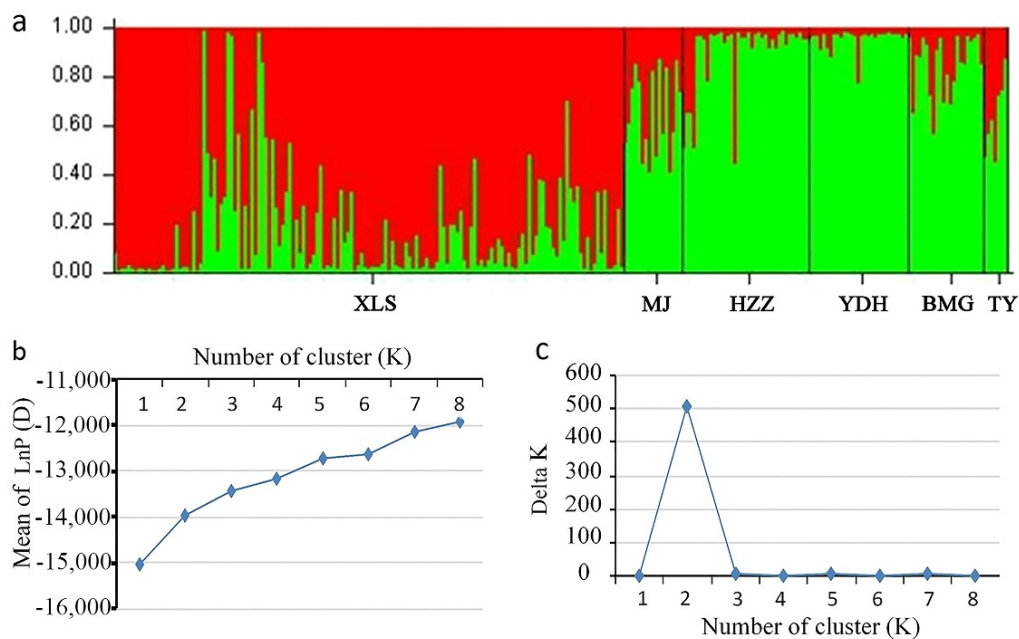 a
1.00
0.80
0.60
0.40
0.20
0.00
XLS MJ HZZ YDH BMG TY
b
Number of cluster (K)
Mean of LnP (D)
-11,000
-12,000
-13,000
-14,000
-15,000
-16,000
1 2 3 4 5 6 7 8
c
Delta K
600
500
400
300
200
100
0
1 2 3 4 5 6 7 8
Number of cluster (K)